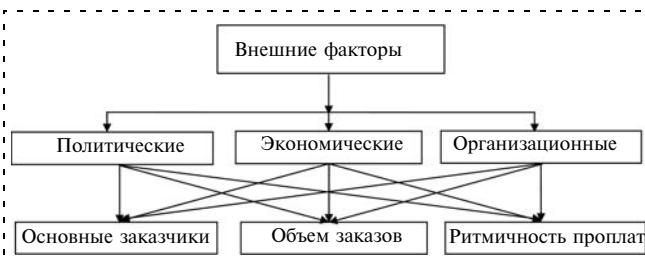 Внешние факторы
Политические
Экономические
Организационные
Основные заказчики
Объем заказов
Ритмичность проплат